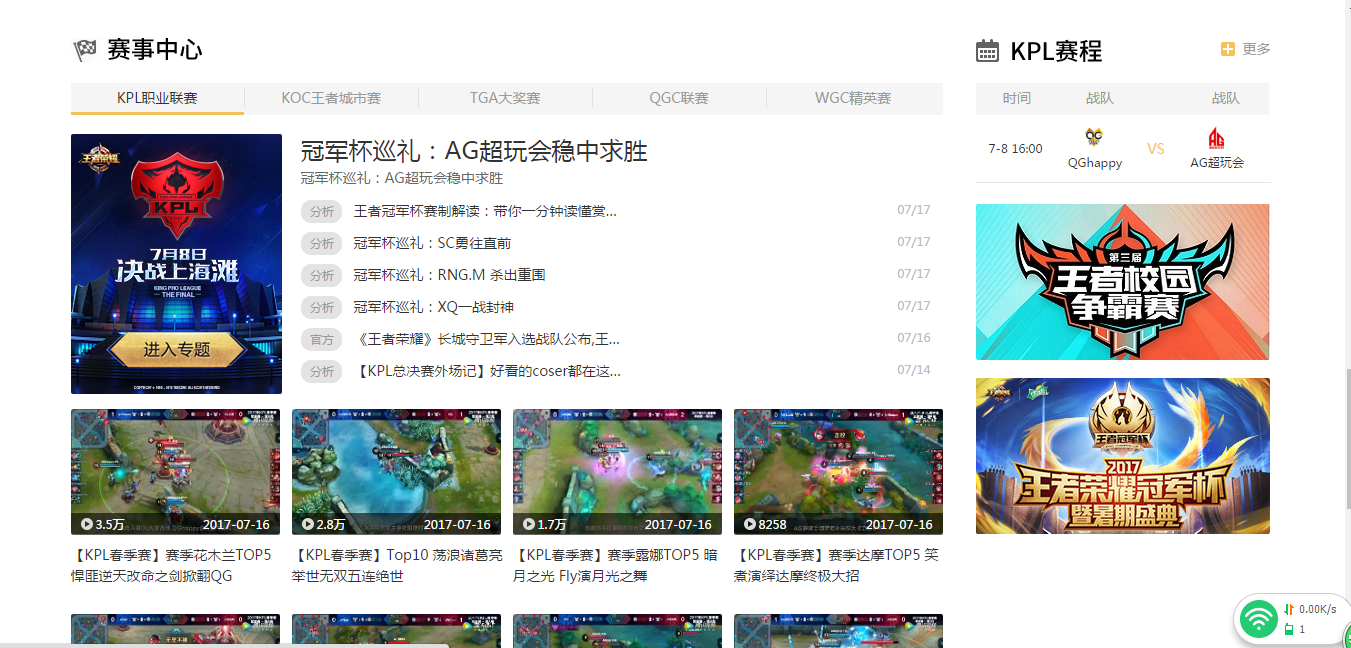 赛事中心
KPL职业联赛
KOC王者城市赛
TGA大奖赛
QGC联赛
WGC精英赛
王者荣耀
KPL
7月8日
决战上海滩
KING PRO LEAGUE
— THE FINAL —
进入专题
冠军杯巡礼：AG超玩会稳中求胜
冠军杯巡礼：AG超玩会稳中求胜
分析 王者冠军杯赛制解读：带你一分钟读懂赏... 07/17
分析 冠军杯巡礼：SC勇往直前 07/17
分析 冠军杯巡礼：RNG.M 杀出重围 07/17
分析 冠军杯巡礼：XQ一战封神 07/17
官方 《王者荣耀》长城守卫军入选战队公布,王... 07/16
分析 【KPL总决赛外场记】好看的coser都在这... 07/14
3.5万 2017-07-16
【KPL春季赛】赛季花木兰TOP5
悍匪逆天改命之剑掀翻QG
2.8万 2017-07-16
【KPL春季赛】Top10 荡浪诸葛亮
举世无双五连绝世
1.7万 2017-07-16
【KPL春季赛】赛季露娜TOP5 暗
月之光 Fly演月光之舞
8258 2017-07-16
【KPL春季赛】赛季达摩TOP5 笑
煮演绎达摩终极大招
KPL赛程
更多
时间 战队 战队
7-8 16:00 QGhappy VS AG超玩会
第三届
王者校园
争霸赛
王者冠军杯
2017
王者荣耀冠军杯
暨暑期盛典
0.00K/s
1